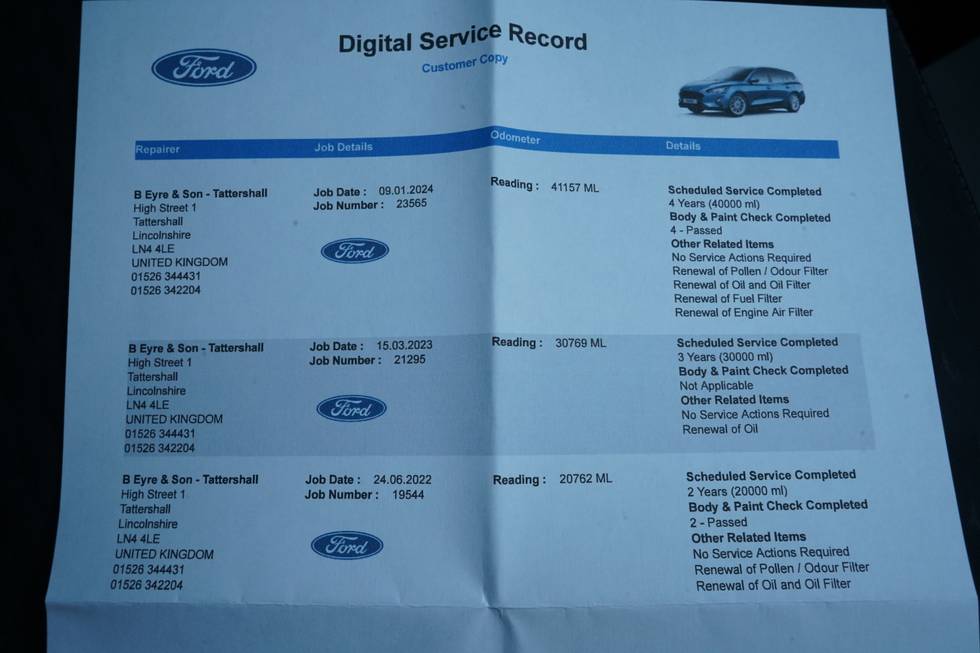 Digital Service Record
Customer Copy
Ford
Repairer Job Details Odometer Details
B Eyre & Son - Tattershall
High Street 1
Tattershall
Lincolnshire
LN4 4LE
UNITED KINGDOM
01526 344431
01526 342204
Job Date : 09.01.2024
Job Number : 23565
Ford
Reading : 41157 ML
Scheduled Service Completed
4 Years (40000 ml)
Body & Paint Check Completed
4 - Passed
Other Related Items
No Service Actions Required
Renewal of Pollen / Odour Filter
Renewal of Oil and Oil Filter
Renewal of Fuel Filter
Renewal of Engine Air Filter
B Eyre & Son - Tattershall
High Street 1
Tattershall
Lincolnshire
LN4 4LE
UNITED KINGDOM
01526 344431
01526 342204
Job Date : 15.03.2023
Job Number : 21295
Ford
Reading : 30769 ML
Scheduled Service Completed
3 Years (30000 ml)
Body & Paint Check Completed
Not Applicable
Other Related Items
No Service Actions Required
Renewal of Oil
B Eyre & Son - Tattershall
High Street 1
Tattershall
Lincolnshire
LN4 4LE
UNITED KINGDOM
01526 344431
01526 342204
Job Date : 24.06.2022
Job Number : 19544
Ford
Reading : 20762 ML
Scheduled Service Completed
2 Years (20000 ml)
Body & Paint Check Completed
2 - Passed
Other Related Items
No Service Actions Required
Renewal of Pollen / Odour Filter
Renewal of Oil and Oil Filter